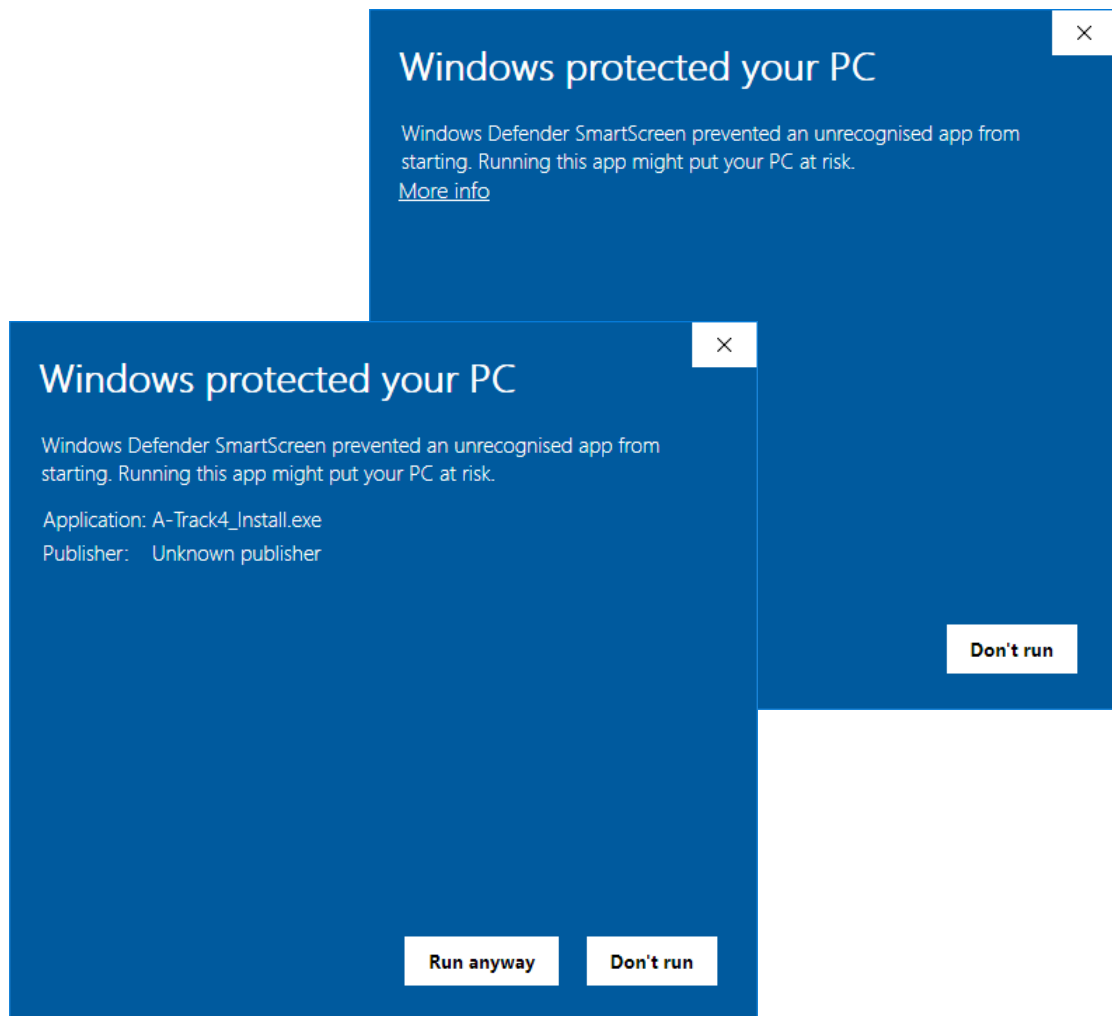 Windows protected your PC
Windows Defender SmartScreen prevented an unrecognised app from
starting. Running this app might put your PC at risk.
More info
Don't run
Windows protected your PC
Windows Defender SmartScreen prevented an unrecognised app from
starting. Running this app might put your PC at risk.
Application: A-Track4_Install.exe
Publisher: Unknown publisher
Run anyway
Don't run